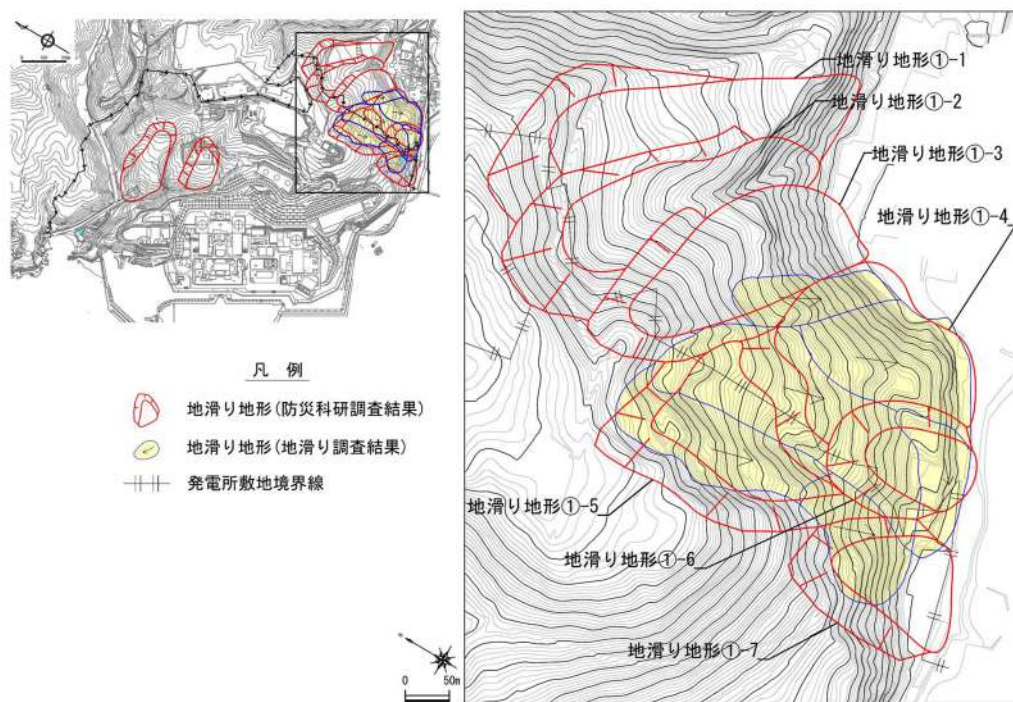 地滑り地形①-1
地滑り地形①-2
地滑り地形①-3
地滑り地形①-4
凡 例
地滑り地形(防災科研調査結果)
地滑り地形(地滑り調査結果)
発電所敷地境界線
地滑り地形①-5
地滑り地形①-6
地滑り地形①-7
0 50m